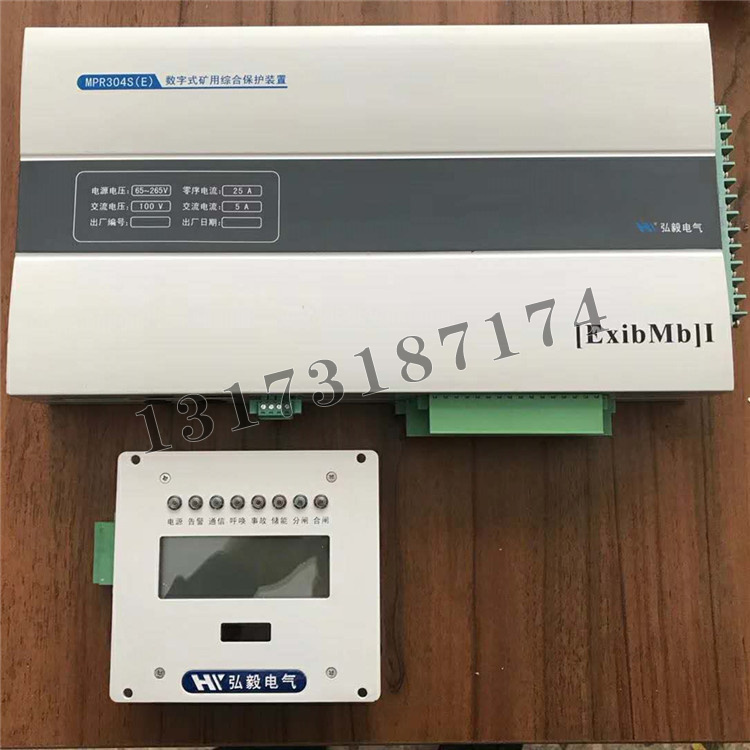 MPR304S(E) 数字式矿用综合保护装置
电源电压: 65~265V 零序电流: 25 A
交流电压: 100 V 交流电流: 5 A
出厂编号: 出厂日期:
HY 弘毅电气
[ExibMb]I
13173187174
电源 告警 通信 呼唤 事故 储能 分闸 合闸
HY 弘毅电气